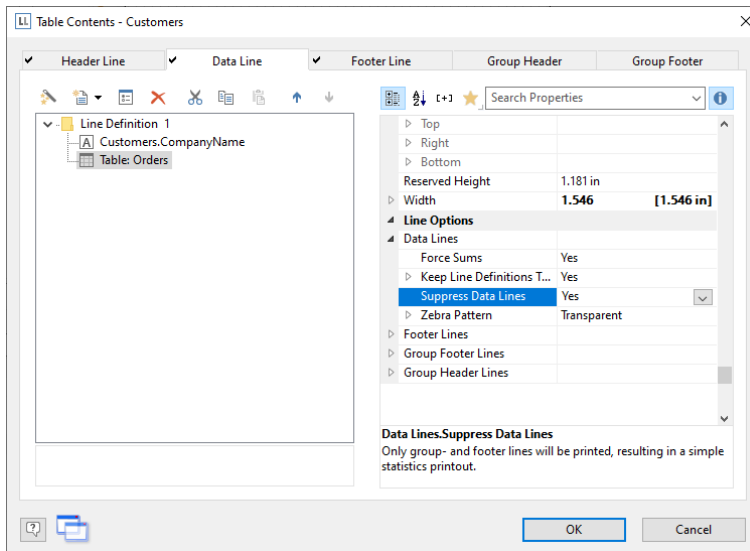 LL Table Contents - Customers
Header Line Data Line Footer Line Group Header Group Footer
Search Properties
Line Definition 1
A Customers.CompanyName
Table: Orders
Top
Right
Bottom
Reserved Height 1.181 in
Width 1.546 [1.546 in]
Line Options
Data Lines
Force Sums Yes
Keep Line Definitions T... Yes
Suppress Data Lines Yes
Zebra Pattern Transparent
Footer Lines
Group Footer Lines
Group Header Lines
Data Lines.Suppress Data Lines
Only group- and footer lines will be printed, resulting in a simple
statistics printout.
OK Cancel